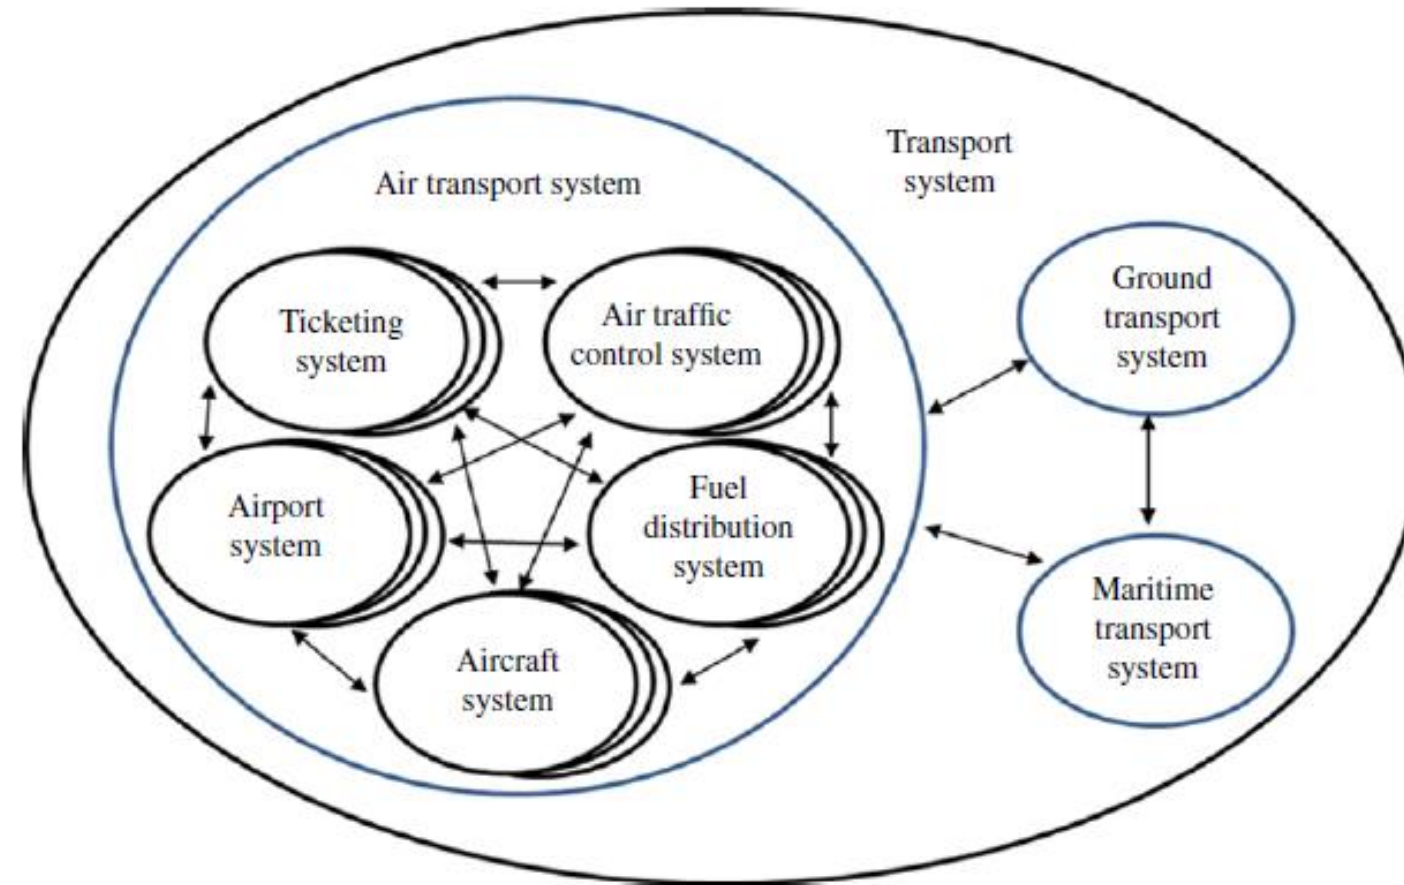 Transport
system
Air transport system
Ticketing
system
Air traffic
control system
Ground
transport
system
Airport
system
Fuel
distribution
system
Aircraft
system
Maritime
transport
system